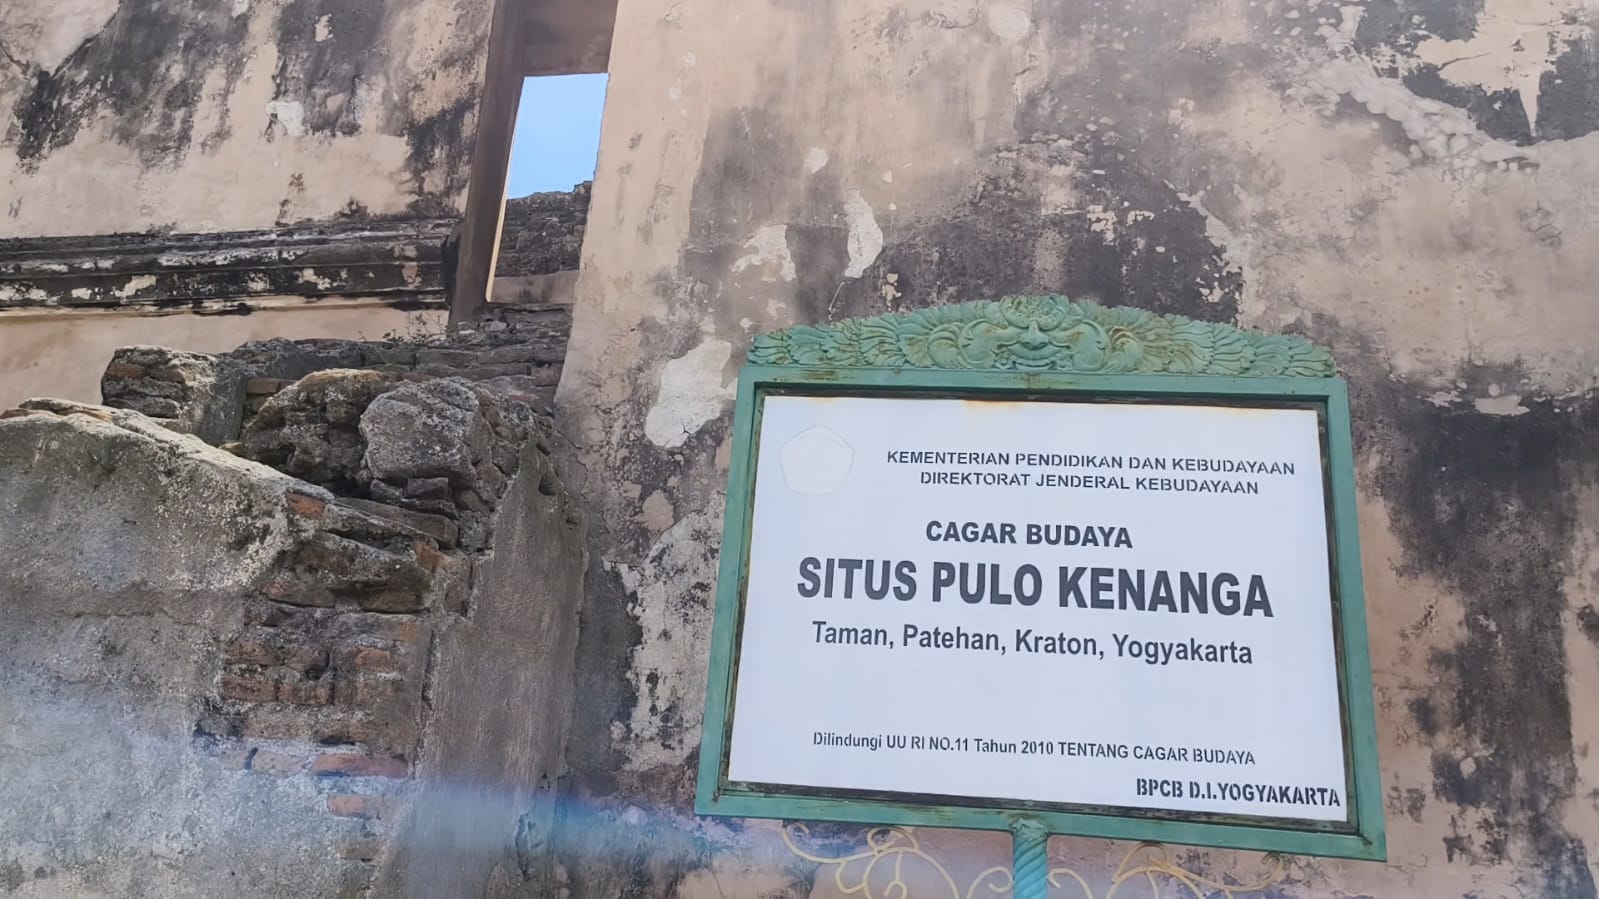 KEMENTERIAN PENDIDIKAN DAN KEBUDAYAAN
DIREKTORAT JENDERAL KEBUDAYAAN
CAGAR BUDAYA
SITUS PULO KENANGA
Taman, Patehan, Kraton, Yogyakarta
Dilindungi UU RI NO.11 Tahun 2010 TENTANG CAGAR BUDAYA
BPCB D.I.YOGYAKARTA